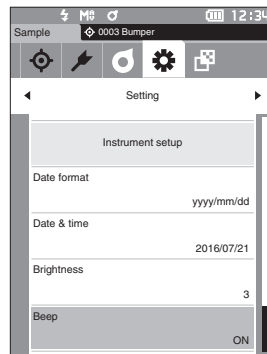 12:34
Sample 0003 Bumper
Setting
Instrument setup
Date format
yyyy/mm/dd
Date & time
2016/07/21
Brightness
3
Beep
ON